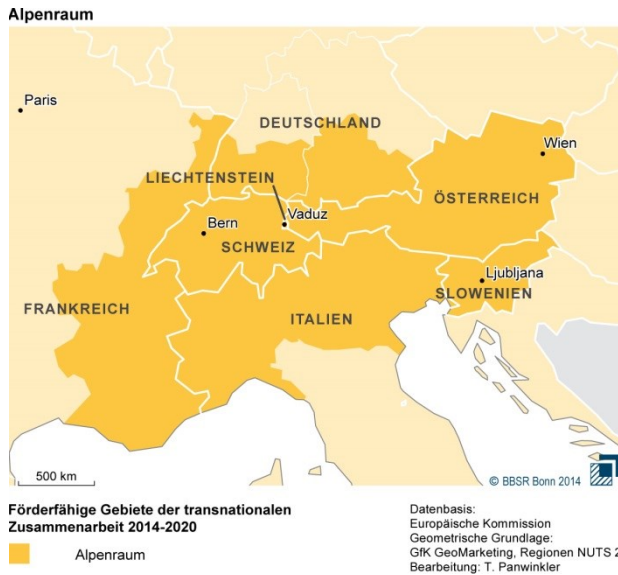 Alpenraum
Paris
DEUTSCHLAND
Wien
LIECHTENSTEIN
ÖSTERREICH
Vaduz
Bern
SCHWEIZ
Ljubljana
SLOWENIEN
FRANKREICH
ITALIEN
500 km
© BBSR Bonn 2014
Förderfähige Gebiete der transnationalen
Zusammenarbeit 2014-2020
Alpenraum
Datenbasis:
Europäische Kommission
Geometrische Grundlage:
GfK GeoMarketing, Regionen NUTS 2
Bearbeitung: T. Panwinkler